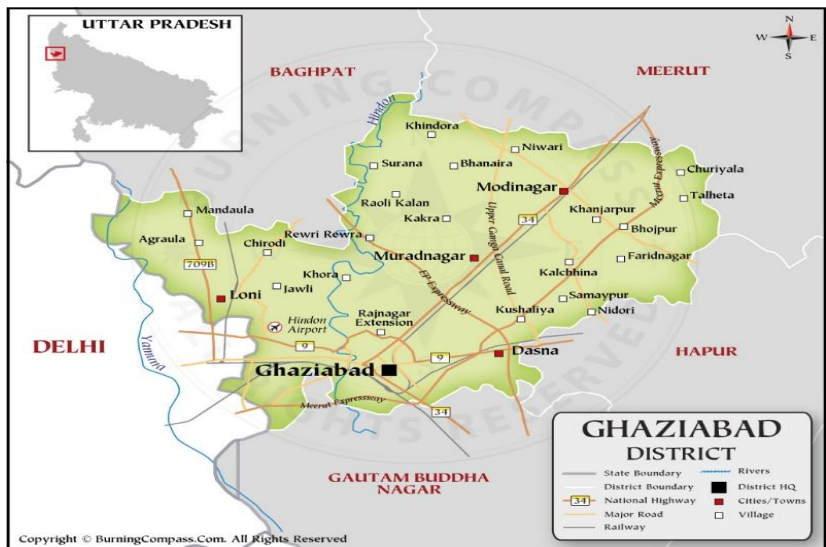 UTTAR PRADESH
N
W E
S
BAGHPAT
MEERUT
Hindon
Khindora
Niwari
Surana
Bhanaira
Churiyala
Modinagar
Talheta
Raoli Kalan
Mandaula
Kakra
34
Khanjarpur
Upper Ganga Canal Road
Meerut Expressway
Bhojpur
Agraula
Chirodi
Rewri Rewra
Muradnagar
Kalchhina
Faridnagar
709B
Khora
EP Expressway
Loni
Jawli
Samaypur
Hindon
Airport
Rajnagar
Extension
Kushaliya
Nidori
DELHI
Yamuna
9
9
Dasna
HAPUR
Ghaziabad
Meerut Expressway
34
GAUTAM BUDDHA
NAGAR
GHAZIABAD
DISTRICT
State Boundary
Rivers
District Boundary
District HQ
34 National Highway
Cities/Towns
Major Road
Village
Railway
BURNING COMPASS
RIGHTS RESERVED
Copyright © BurningCompass.Com. All Rights Reserved